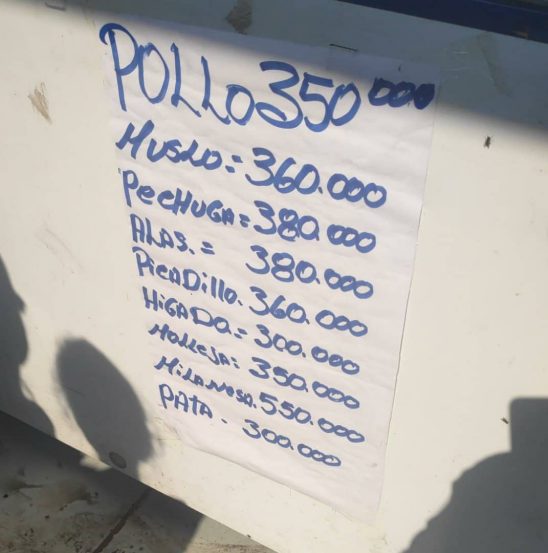 POLLO 350 000
MUSLO = 360.000
PECHUGA = 380.000
ALAS. = 380.000
PICADILLO. 360.000
HIGADO = 300.000
MOLLEJA: 350.000
MILANESA. 550.000
PATA - 300.000